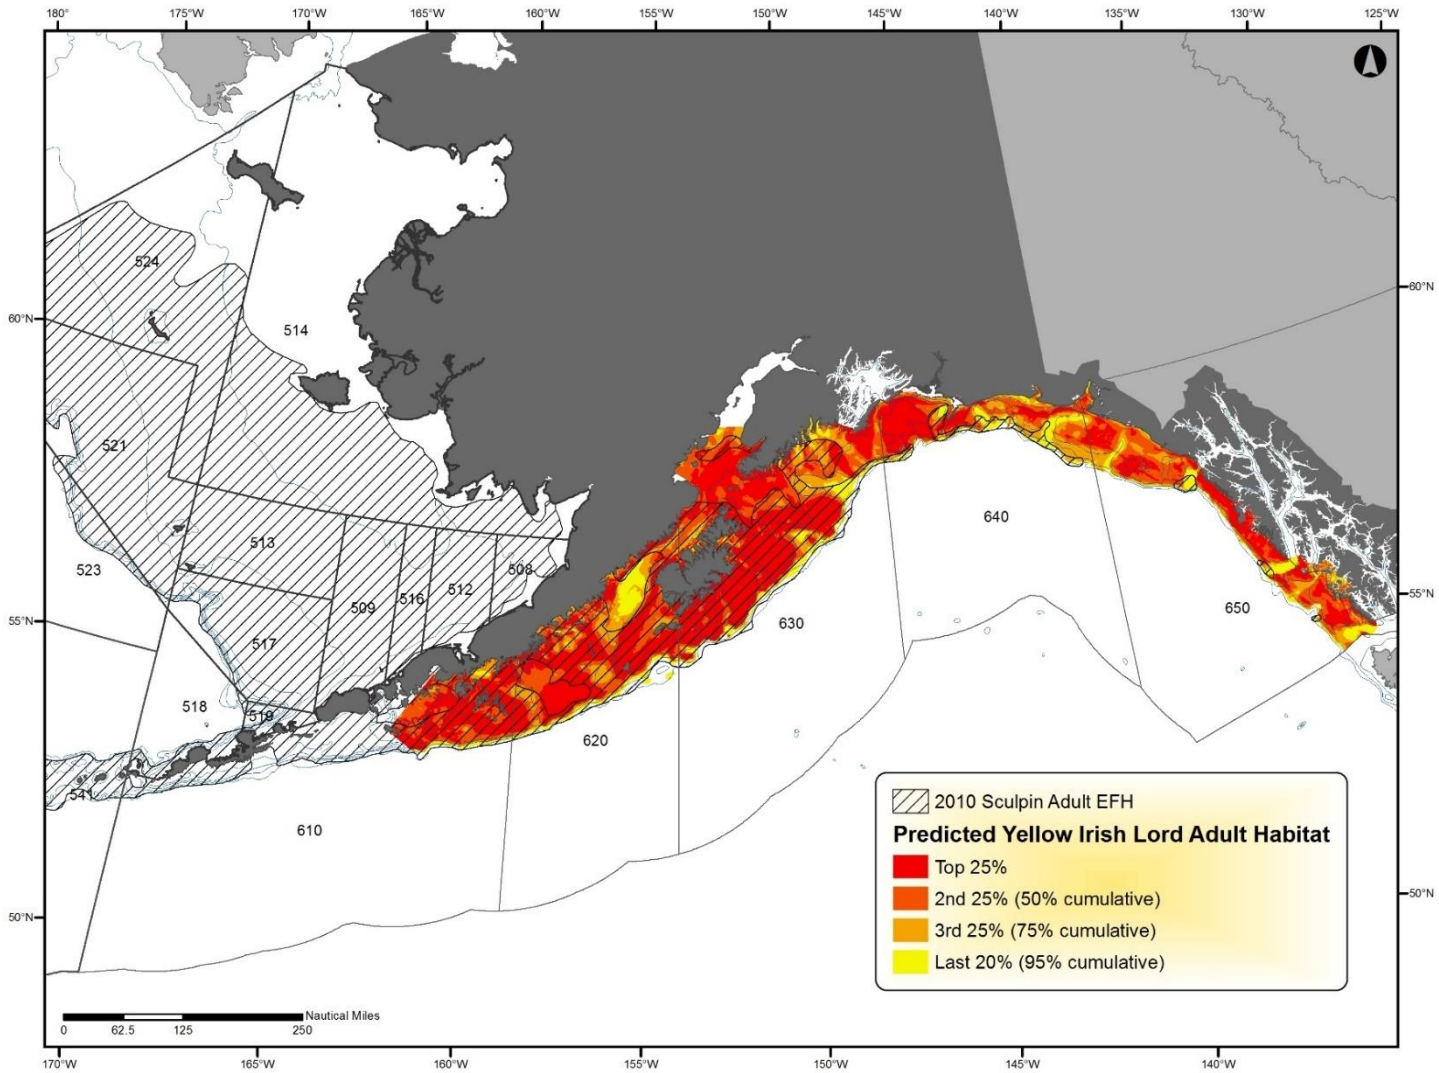 180° 175°W 170°W 165°W 160°W 155°W 150°W 145°W 140°W 135°W 130°W 125°W
524
60°N
514
60°N
521
640
513
523
508
512
55°N
516
509
650
55°N
630
517
518
519
620
541
610
2010 Sculpin Adult EFH
Predicted Yellow Irish Lord Adult Habitat
Top 25%
50°N
2nd 25% (50% cumulative)
50°N
3rd 25% (75% cumulative)
Last 20% (95% cumulative)
Nautical Miles
0 62.5 125 250
170°W 165°W 160°W 155°W 150°W 145°W 140°W